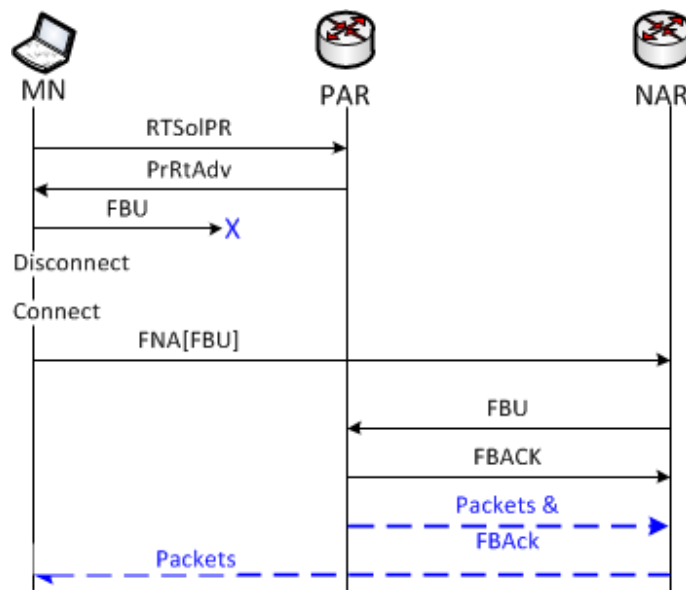 MN
PAR
NAR
RTSolPR
PrRtAdv
FBU
X
Disconnect
Connect
FNA[FBU]
FBU
FBACK
Packets &
FBAck
Packets